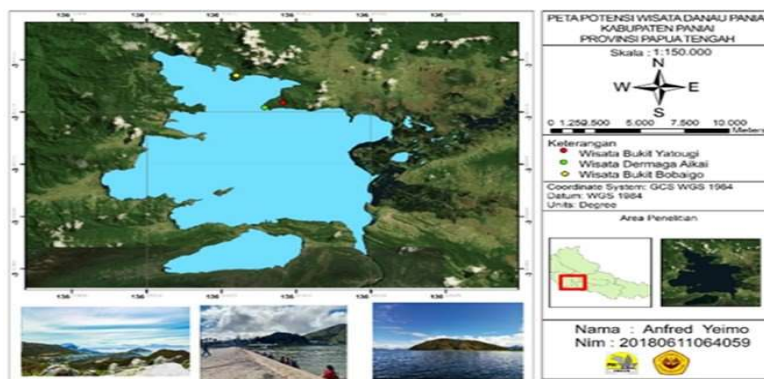 PETA POTENSI WISATA DANAU PANIAI
KABUPATEN PANIAI
PROVINSI PAPUA TENGAH
Skala : 1:150.000
N
W E
S
0 1.250 2.500 5.000 7.500 10.000
Meters
Keterangan
Wisata Bukit Yatougi
Wisata Dermaga Aikai
Wisata Bukit Bobaigo
Coordinate System: GCS WGS 1984
Datum: WGS 1984
Units: Degree
Area Penelitian
Nama : Anfred Yeimo
Nim : 20180611064059